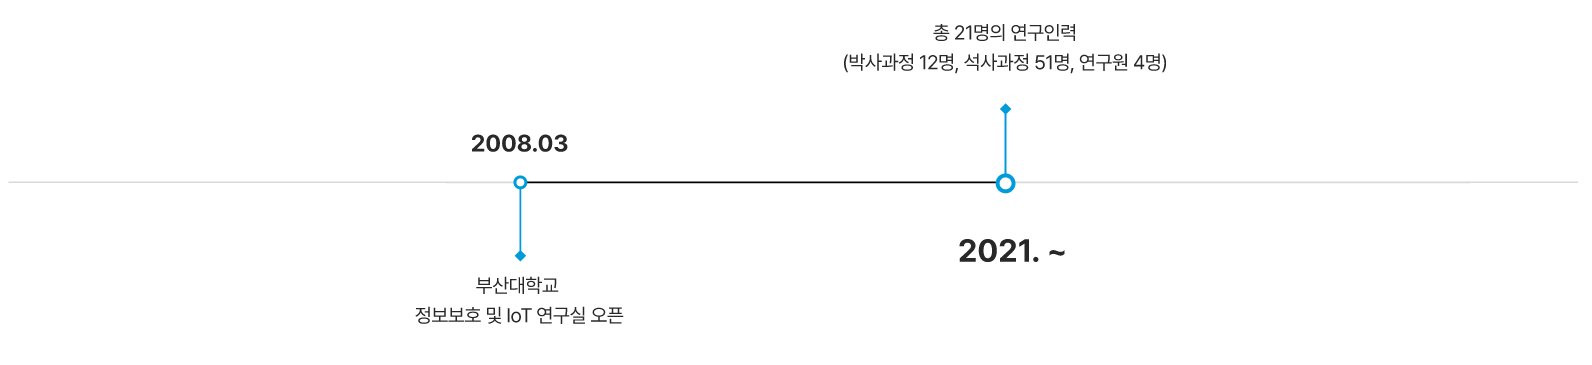 총 21명의 연구인력
(박사과정 12명, 석사과정 51명, 연구원 4명)
2008.03
2021. ~
부산대학교
정보보호 및 IoT 연구실 오픈